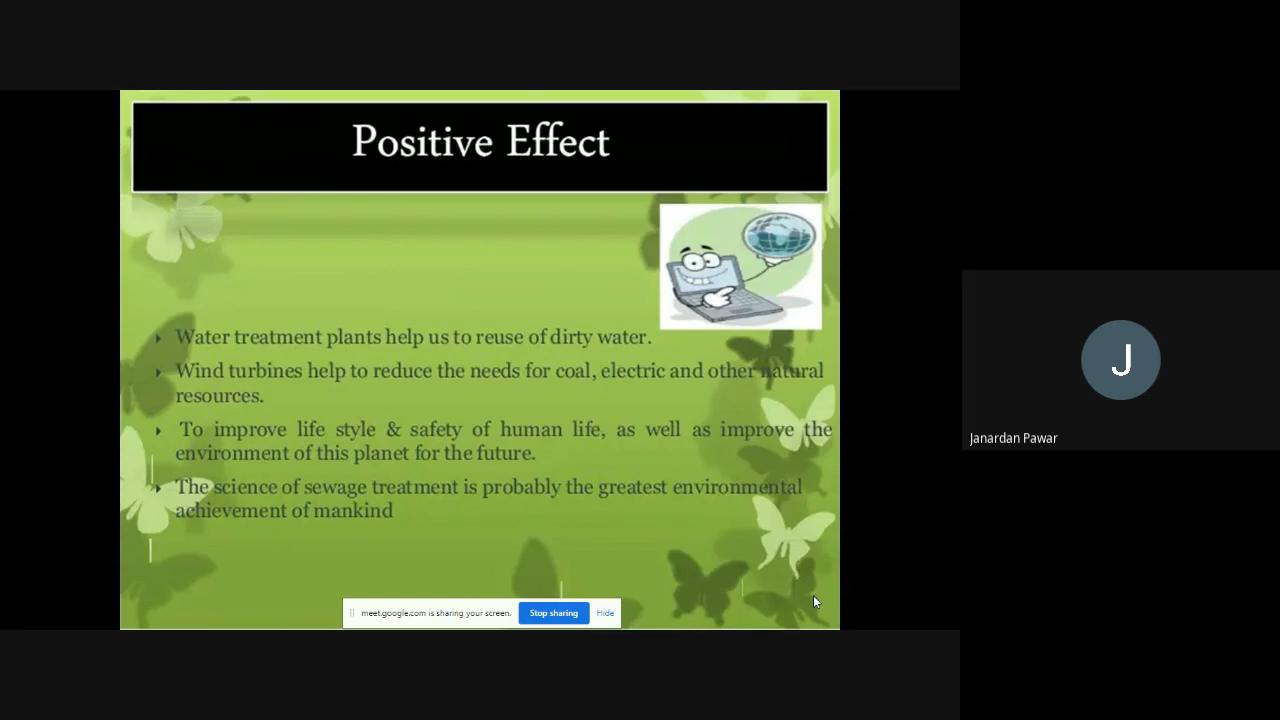 Positive Effect
Water treatment plants help us to reuse of dirty water.
Wind turbines help to reduce the needs for coal, electric and other natural
resources.
To improve life style & safety of human life, as well as improve the
environment of this planet for the future.
The science of sewage treatment is probably the greatest environmental
achievement of mankind
meet.google.com is sharing your screen.
Stop sharing
Hide
J
Janardan Pawar